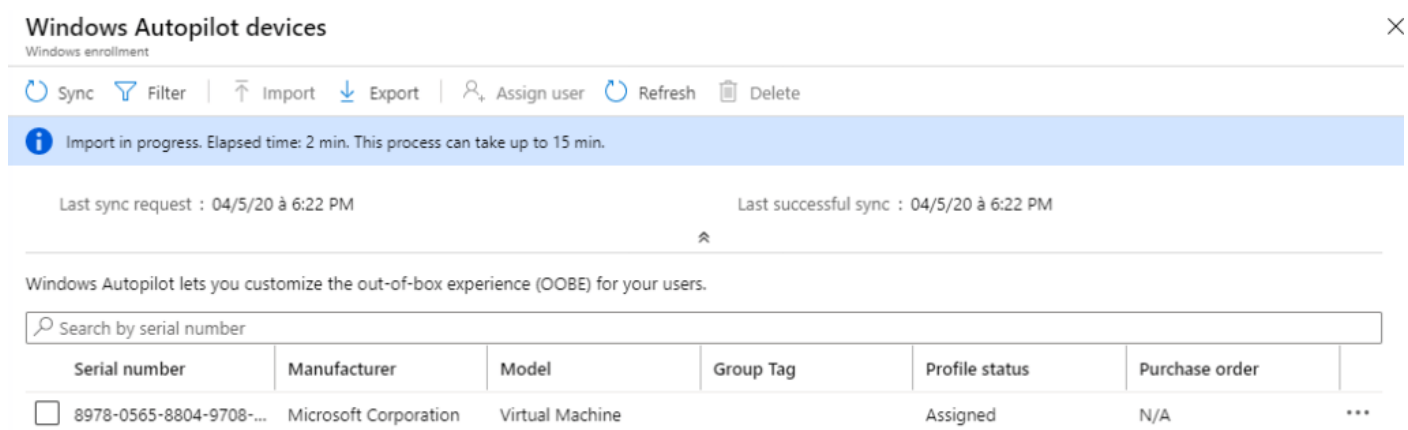 Windows Autopilot devices
Windows enrollment
Sync Filter Import Export Assign user Refresh Delete
Import in progress. Elapsed time: 2 min. This process can take up to 15 min.
Last sync request : 04/5/20 à 6:22 PM Last successful sync : 04/5/20 à 6:22 PM
Windows Autopilot lets you customize the out-of-box experience (OOBE) for your users.
Search by serial number
Serial number Manufacturer Model Group Tag Profile status Purchase order
8978-0565-8804-9708-... Microsoft Corporation Virtual Machine Assigned N/A